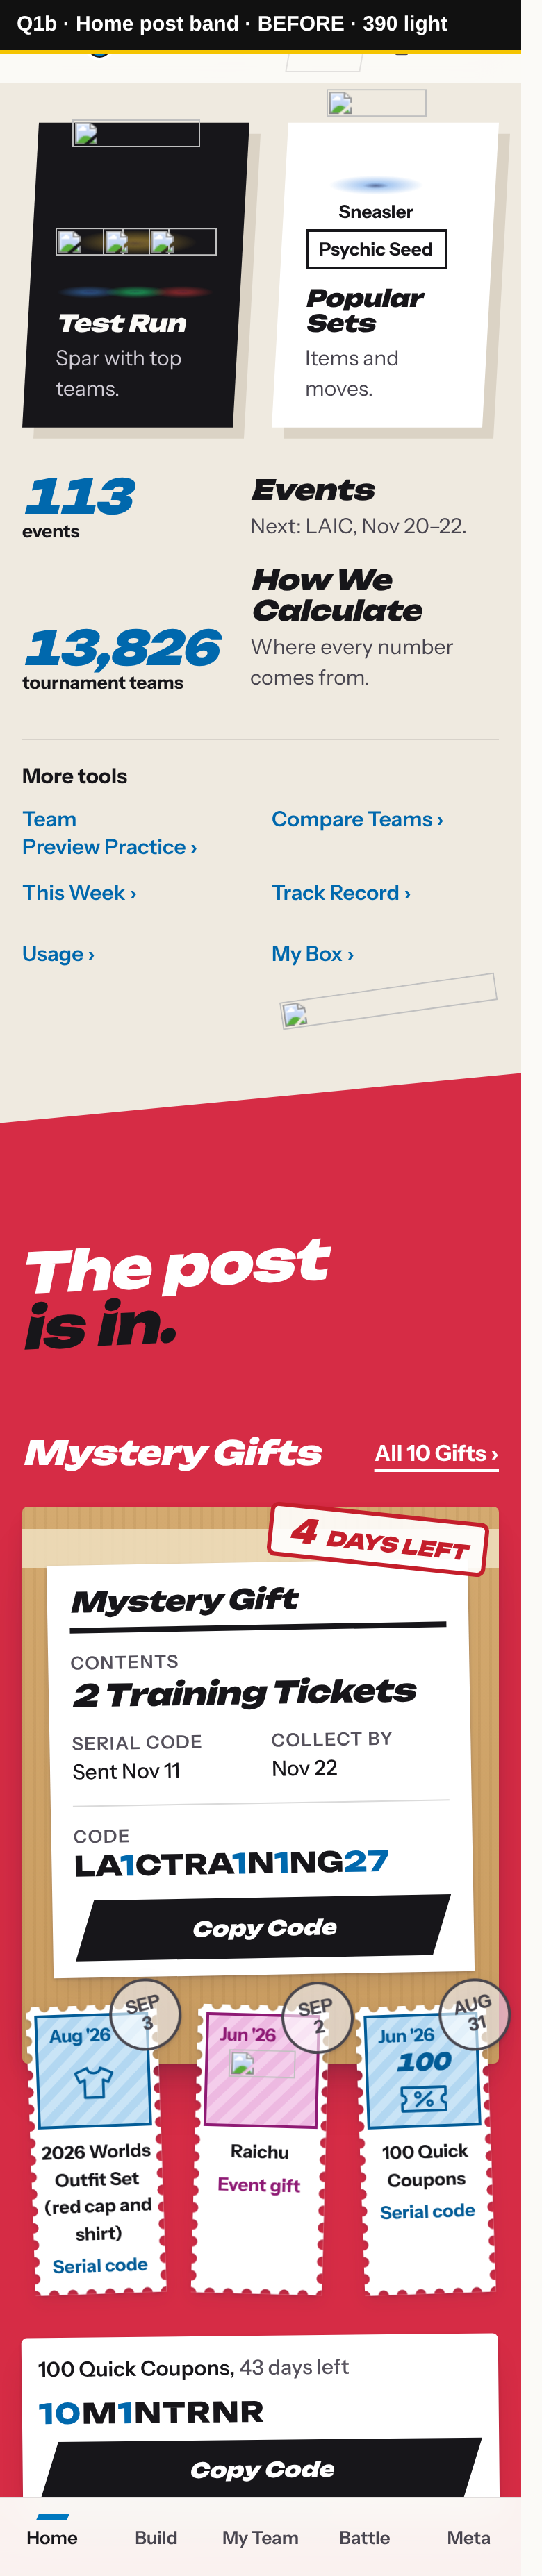 Q1b · Home post band · BEFORE · 390 light
Sneasler
Psychic Seed
Test Run
Spar with top
teams.
Popular
Sets
Items and
moves.
113
events
Events
Next: LAIC, Nov 20–22.
13,826
tournament teams
How We
Calculate
Where every number
comes from.
More tools
Team
Preview Practice ›
Compare Teams ›
This Week ›
Track Record ›
Usage ›
My Box ›
The post
is in.
Mystery Gifts
All 10 Gifts ›
4 DAYS LEFT
Mystery Gift
CONTENTS
2 Training Tickets
SERIAL CODE
Sent Nov 11
COLLECT BY
Nov 22
CODE
LA1CTRA1N1NG27
Copy Code
SEP
3
Aug '26
2026 Worlds
Outfit Set
(red cap and
shirt)
Serial code
SEP
2
Jun '26
Raichu
Event gift
AUG
31
Jun '26
100
%
100 Quick
Coupons
Serial code
100 Quick Coupons, 43 days left
10M1NTRNR
Copy Code
Home
Build
My Team
Battle
Meta